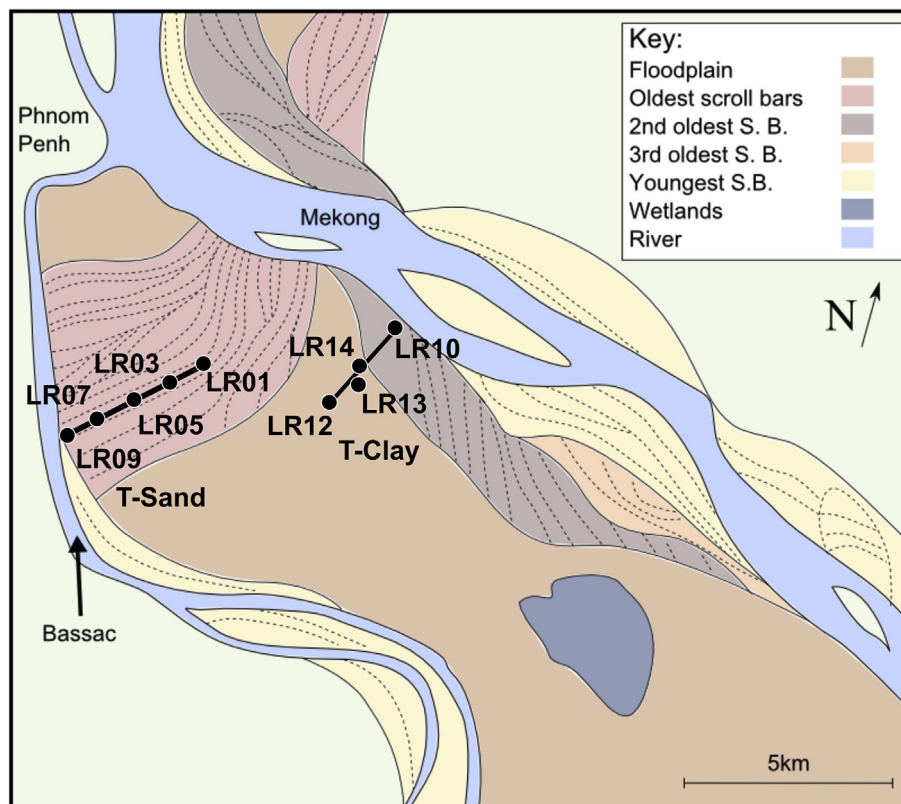 Key:
Floodplain
Oldest scroll bars
2nd oldest S. B.
3rd oldest S. B.
Youngest S.B.
Wetlands
River
Phnom
Penh
Mekong
N
LR14
LR10
LR03
LR01
LR07
LR13
LR05
LR12
LR09
T-Clay
T-Sand
Bassac
5km